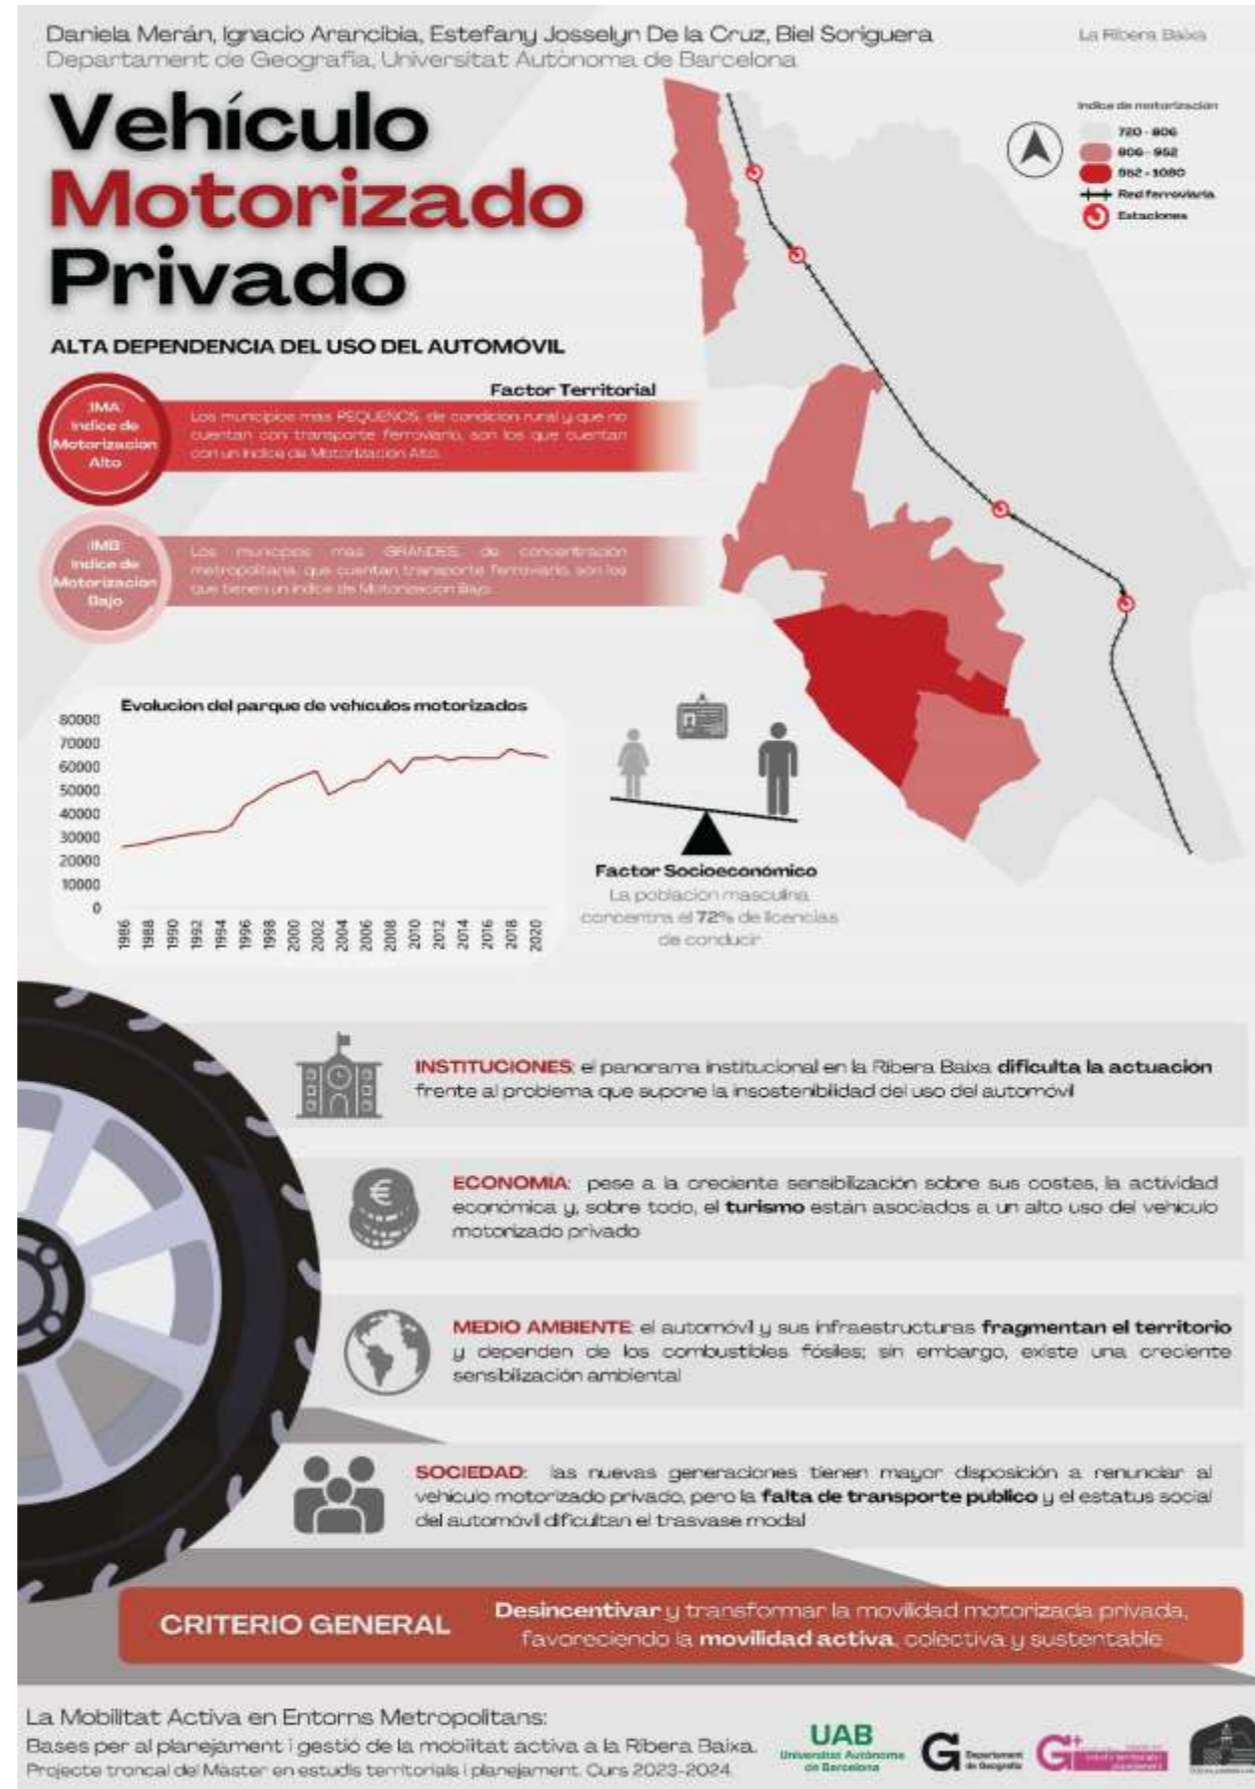 Daniela Merán, Ignacio Arancibia, Estefany Josselyn De la Cruz, Biel Soriguera
Departament de Geografia, Universitat Autònoma de Barcelona
La Ribera Baixa
Vehículo
Motorizado
Privado
ALTA DEPENDENCIA DEL USO DEL AUTOMÓVIL
Indice de motorización
720 - 806
806 - 952
952 - 1080
Red ferroviaria
Estaciones
Factor Territorial
IMA:
Indice de
Motorización
Alto
Los municipios más PEQUEÑOS, de condición rural y que no
cuentan con transporte ferroviario, son los que cuentan
con un Indice de Motorización Alto.
IMB:
Indice de
Motorización
Bajo
Los municipios más GRANDES, de concentración
metropolitana, que cuentan transporte ferroviario, son los
que tienen un indice de Motorización Bajo.
Evolución del parque de vehículos motorizados
80000
70000
60000
50000
40000
30000
20000
10000
0
1986 1988 1990 1992 1994 1996 1998 2000 2002 2004 2006 2008 2010 2012 2014 2016 2018 2020
Factor Socioeconómico
La población masculina
concentra el 72% de licencias
de conducir
INSTITUCIONES: el panorama institucional en la Ribera Baixa dificulta la actuación
frente al problema que supone la insostenibilidad del uso del automóvil
ECONOMÍA: pese a la creciente sensibilización sobre sus costes, la actividad
económica y, sobre todo, el turismo están asociados a un alto uso del vehículo
motorizado privado
MEDIO AMBIENTE: el automóvil y sus infraestructuras fragmentan el territorio
y dependen de los combustibles fósiles; sin embargo, existe una creciente
sensibilización ambiental
SOCIEDAD: las nuevas generaciones tienen mayor disposición a renunciar al
vehículo motorizado privado, pero la falta de transporte público y el estatus social
del automóvil dificultan el trasvase modal
CRITERIO GENERAL
Desincentivar y transformar la movilidad motorizada privada,
favoreciendo la movilidad activa, colectiva y sustentable
La Mobilitat Activa en Entorns Metropolitans:
Bases per al planejament i gestió de la mobilitat activa a la Ribera Baixa.
Projecte troncal del Màster en estudis territorials i planejament. Curs 2023-2024.
UAB
Universitat Autònoma
de Barcelona
G Departament
de Geografia
G+